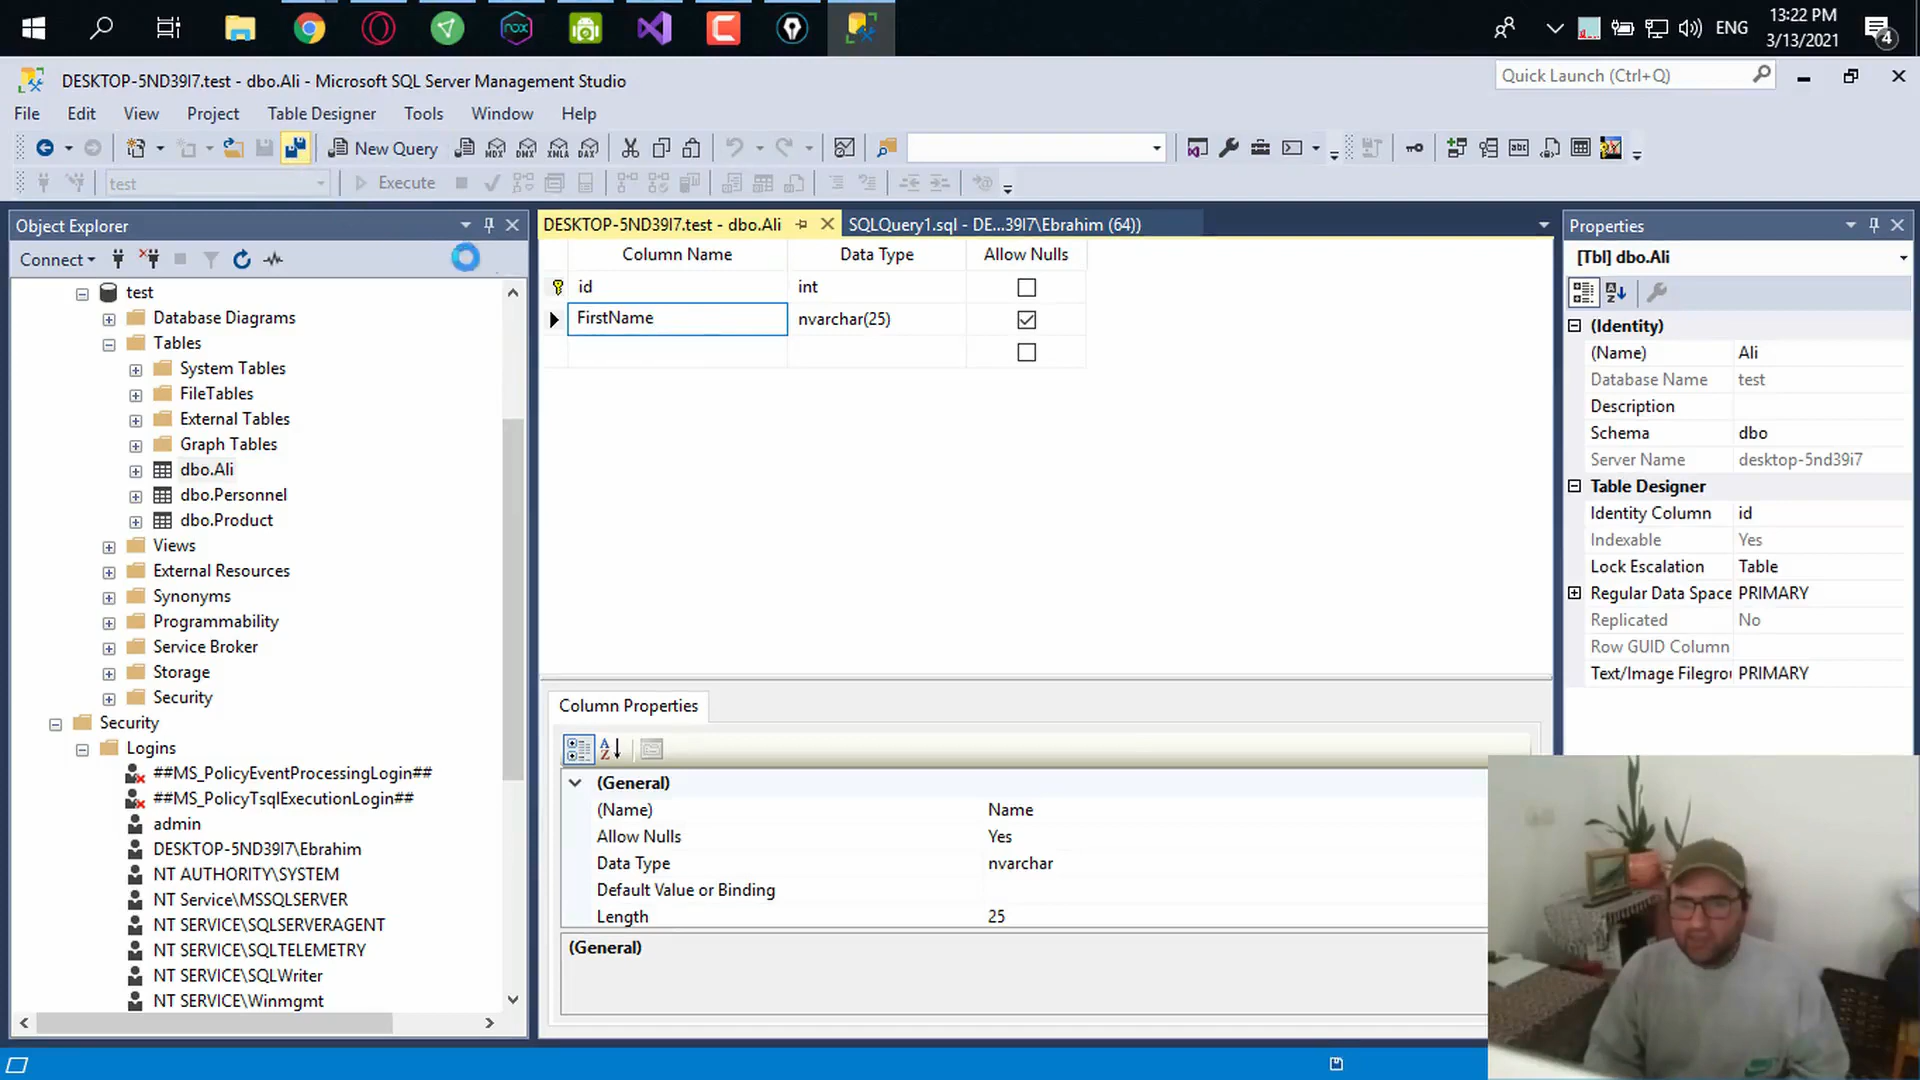 nox
ENG
13:22 PM
3/13/2021
4
DESKTOP-5ND39I7.test - dbo.Ali - Microsoft SQL Server Management Studio
Quick Launch (Ctrl+Q)
File Edit View Project Table Designer Tools Window Help
New Query MDX DMX XMLA DAX
test Execute
Object Explorer
DESKTOP-5ND39I7.test - dbo.Ali
SQLQuery1.sql - DE...39I7\Ebrahim (64))
Properties
Connect
test
Database Diagrams
Tables
System Tables
FileTables
External Tables
Graph Tables
dbo.Ali
dbo.Personnel
dbo.Product
Views
External Resources
Synonyms
Programmability
Service Broker
Storage
Security
Security
Logins
##MS_PolicyEventProcessingLogin##
##MS_PolicyTsqlExecutionLogin##
admin
DESKTOP-5ND39I7\Ebrahim
NT AUTHORITY\SYSTEM
NT Service\MSSQLSERVER
NT SERVICE\SQLSERVERAGENT
NT SERVICE\SQLTELEMETRY
NT SERVICE\SQLWriter
NT SERVICE\Winmgmt
Column Name Data Type Allow Nulls
id int
FirstName nvarchar(25)
Column Properties
(General)
(Name) Name
Allow Nulls Yes
Data Type nvarchar
Default Value or Binding
Length 25
(General)
[Tbl] dbo.Ali
(Identity)
(Name) Ali
Database Name test
Description
Schema dbo
Server Name desktop-5nd39i7
Table Designer
Identity Column id
Indexable Yes
Lock Escalation Table
Regular Data Space PRIMARY
Replicated No
Row GUID Column
Text/Image Filegrou PRIMARY